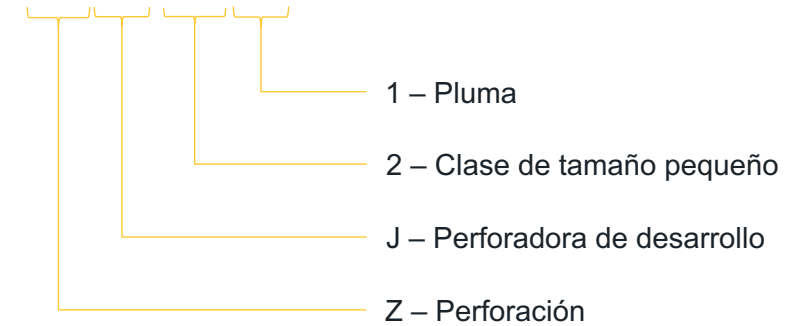 1 – Pluma
2 – Clase de tamaño pequeño
J – Perforadora de desarrollo
Z – Perforación